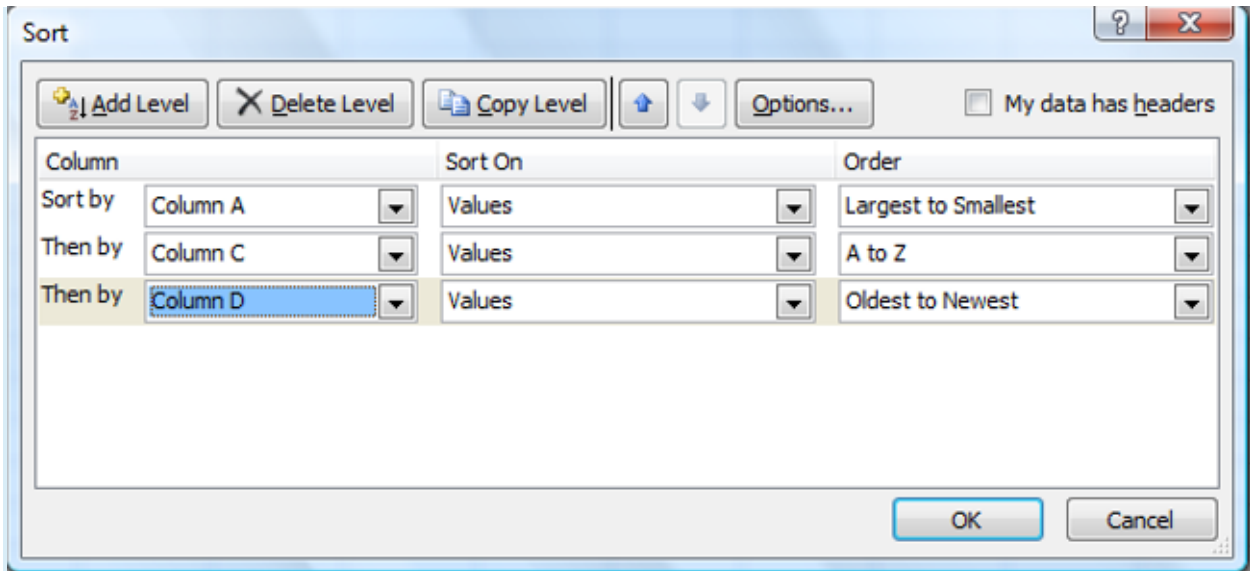 Sort
Add Level Delete Level Copy Level Options... My data has headers
Column Sort On Order
Sort by Column A Values Largest to Smallest
Then by Column C Values A to Z
Then by Column D Values Oldest to Newest
OK Cancel